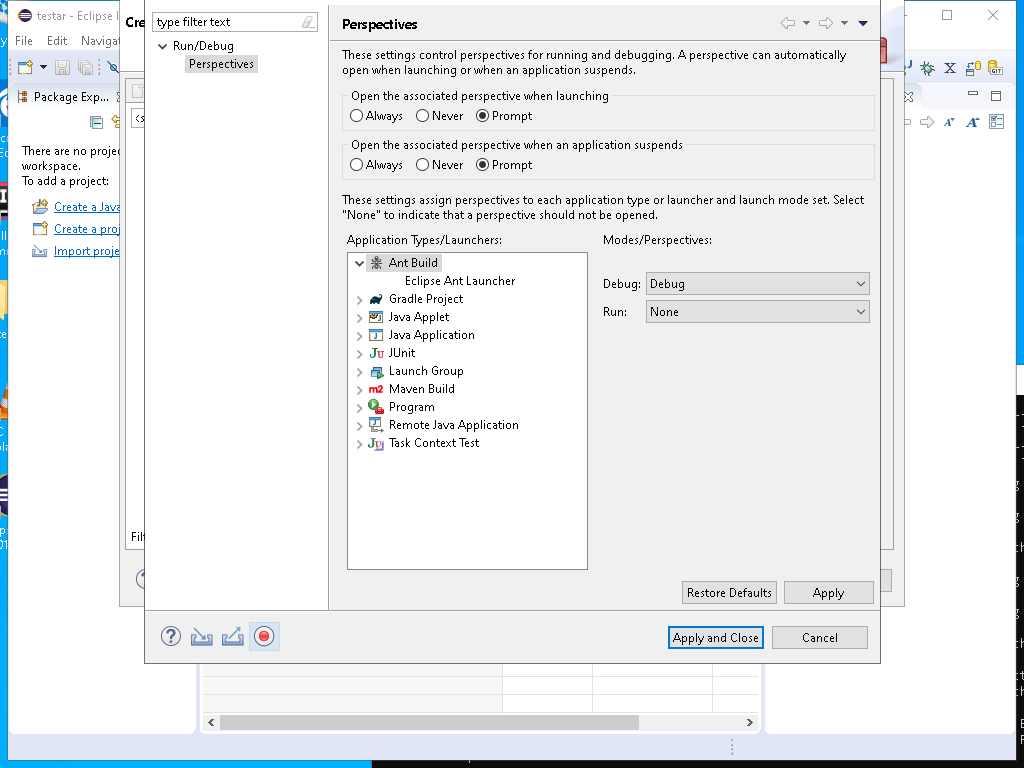 testar - Eclipse I
File Edit Navigat
Package Exp...
There are no proje
workspace.
To add a project:
Create a Java
Create a proj
Import proje
Cre
type filter text
Run/Debug
Perspectives
Perspectives
These settings control perspectives for running and debugging. A perspective can automatically
open when launching or when an application suspends.
Open the associated perspective when launching
Always Never Prompt
Open the associated perspective when an application suspends
Always Never Prompt
These settings assign perspectives to each application type or launcher and launch mode set. Select
"None" to indicate that a perspective should not be opened.
Application Types/Launchers:
Modes/Perspectives:
Ant Build
Eclipse Ant Launcher
Gradle Project
Java Applet
Java Application
JUnit
Launch Group
Maven Build
Program
Remote Java Application
Task Context Test
Debug: Debug
Run: None
Restore Defaults Apply
Apply and Close Cancel
Filt